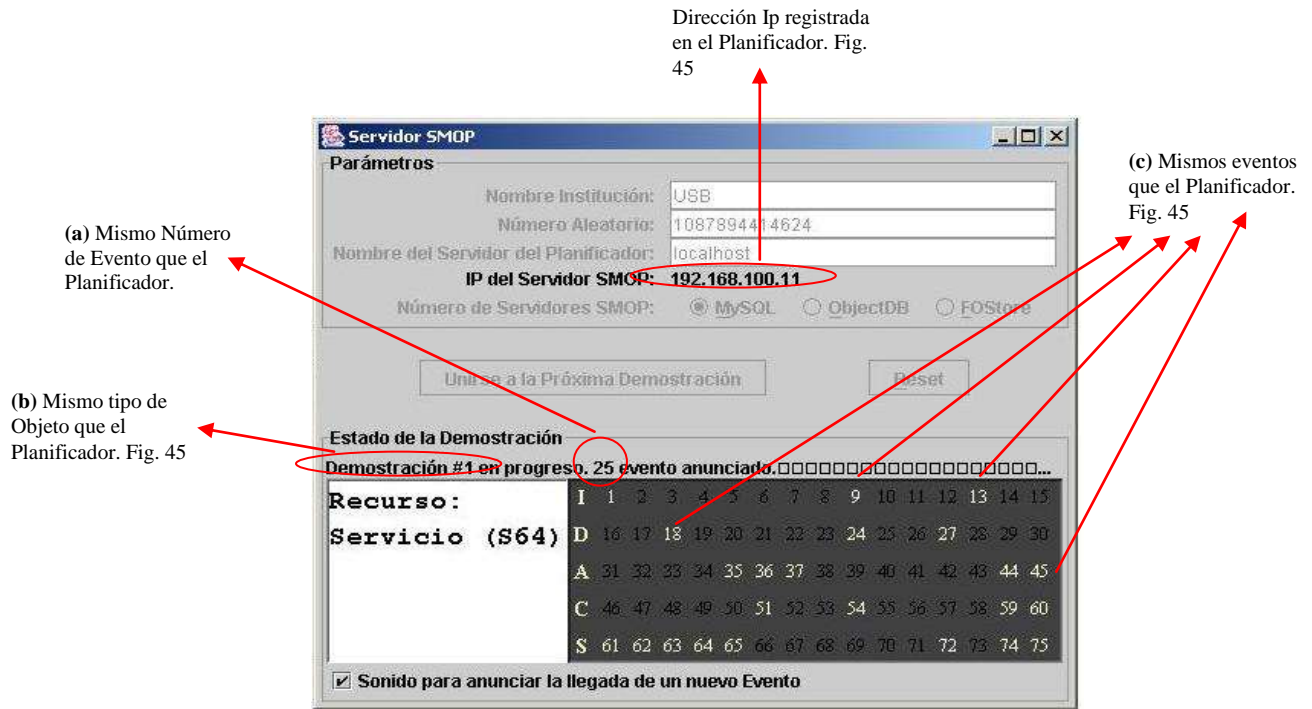 Dirección Ip registrada
en el Planificador. Fig.
45
Servidor SMOP
Parámetros
Nombre Institución: USB
Número Aleatorio: 1087894414624
Nombre del Servidor del Planificador: localhost
IP del Servidor SMOP: 192.168.100.11
Número de Servidores SMOP: MySQL ObjectDB FOStore
(c) Mismos eventos
que el Planificador.
Fig. 45
(a) Mismo Número
de Evento que el
Planificador.
Unirse a la Próxima Demostración Reset
(b) Mismo tipo de
Objeto que el
Planificador. Fig. 45
Estado de la Demostración
Demostración #1 en progreso. 25 evento anunciado.□□□□□□□□□□□□□□□□□□□...
Recurso:
Servicio (S64)
I 1 2 3 4 5 6 7 8 9 10 11 12 13 14 15
D 16 17 18 19 20 21 22 23 24 25 26 27 28 29 30
A 31 32 33 34 35 36 37 38 39 40 41 42 43 44 45
C 46 47 48 49 50 51 52 53 54 55 56 57 58 59 60
S 61 62 63 64 65 66 67 68 69 70 71 72 73 74 75
Sonido para anunciar la llegada de un nuevo Evento